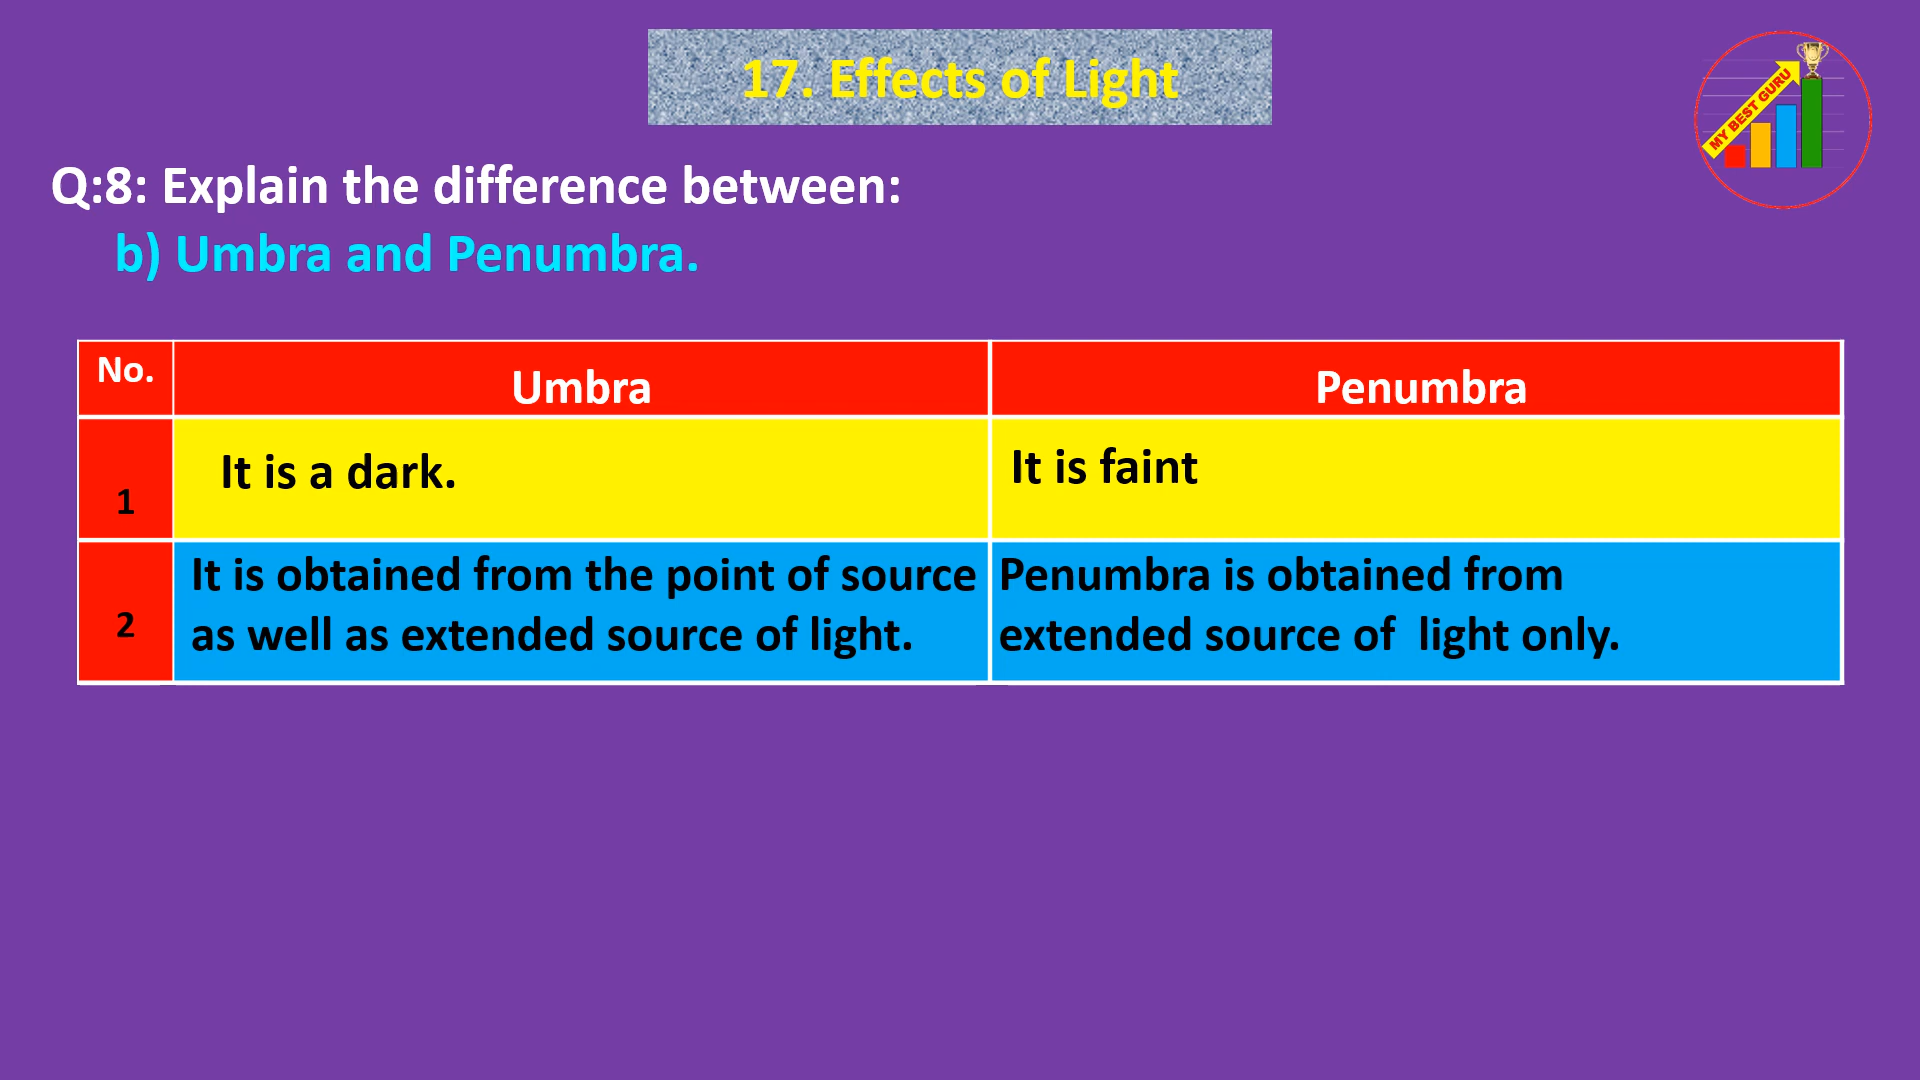 17. Effects of Light
MY BEST GURU
Q:8: Explain the difference between:
b) Umbra and Penumbra.
No.
Umbra
Penumbra
1
It is a dark.
It is faint
2
It is obtained from the point of source
as well as extended source of light.
Penumbra is obtained from
extended source of light only.